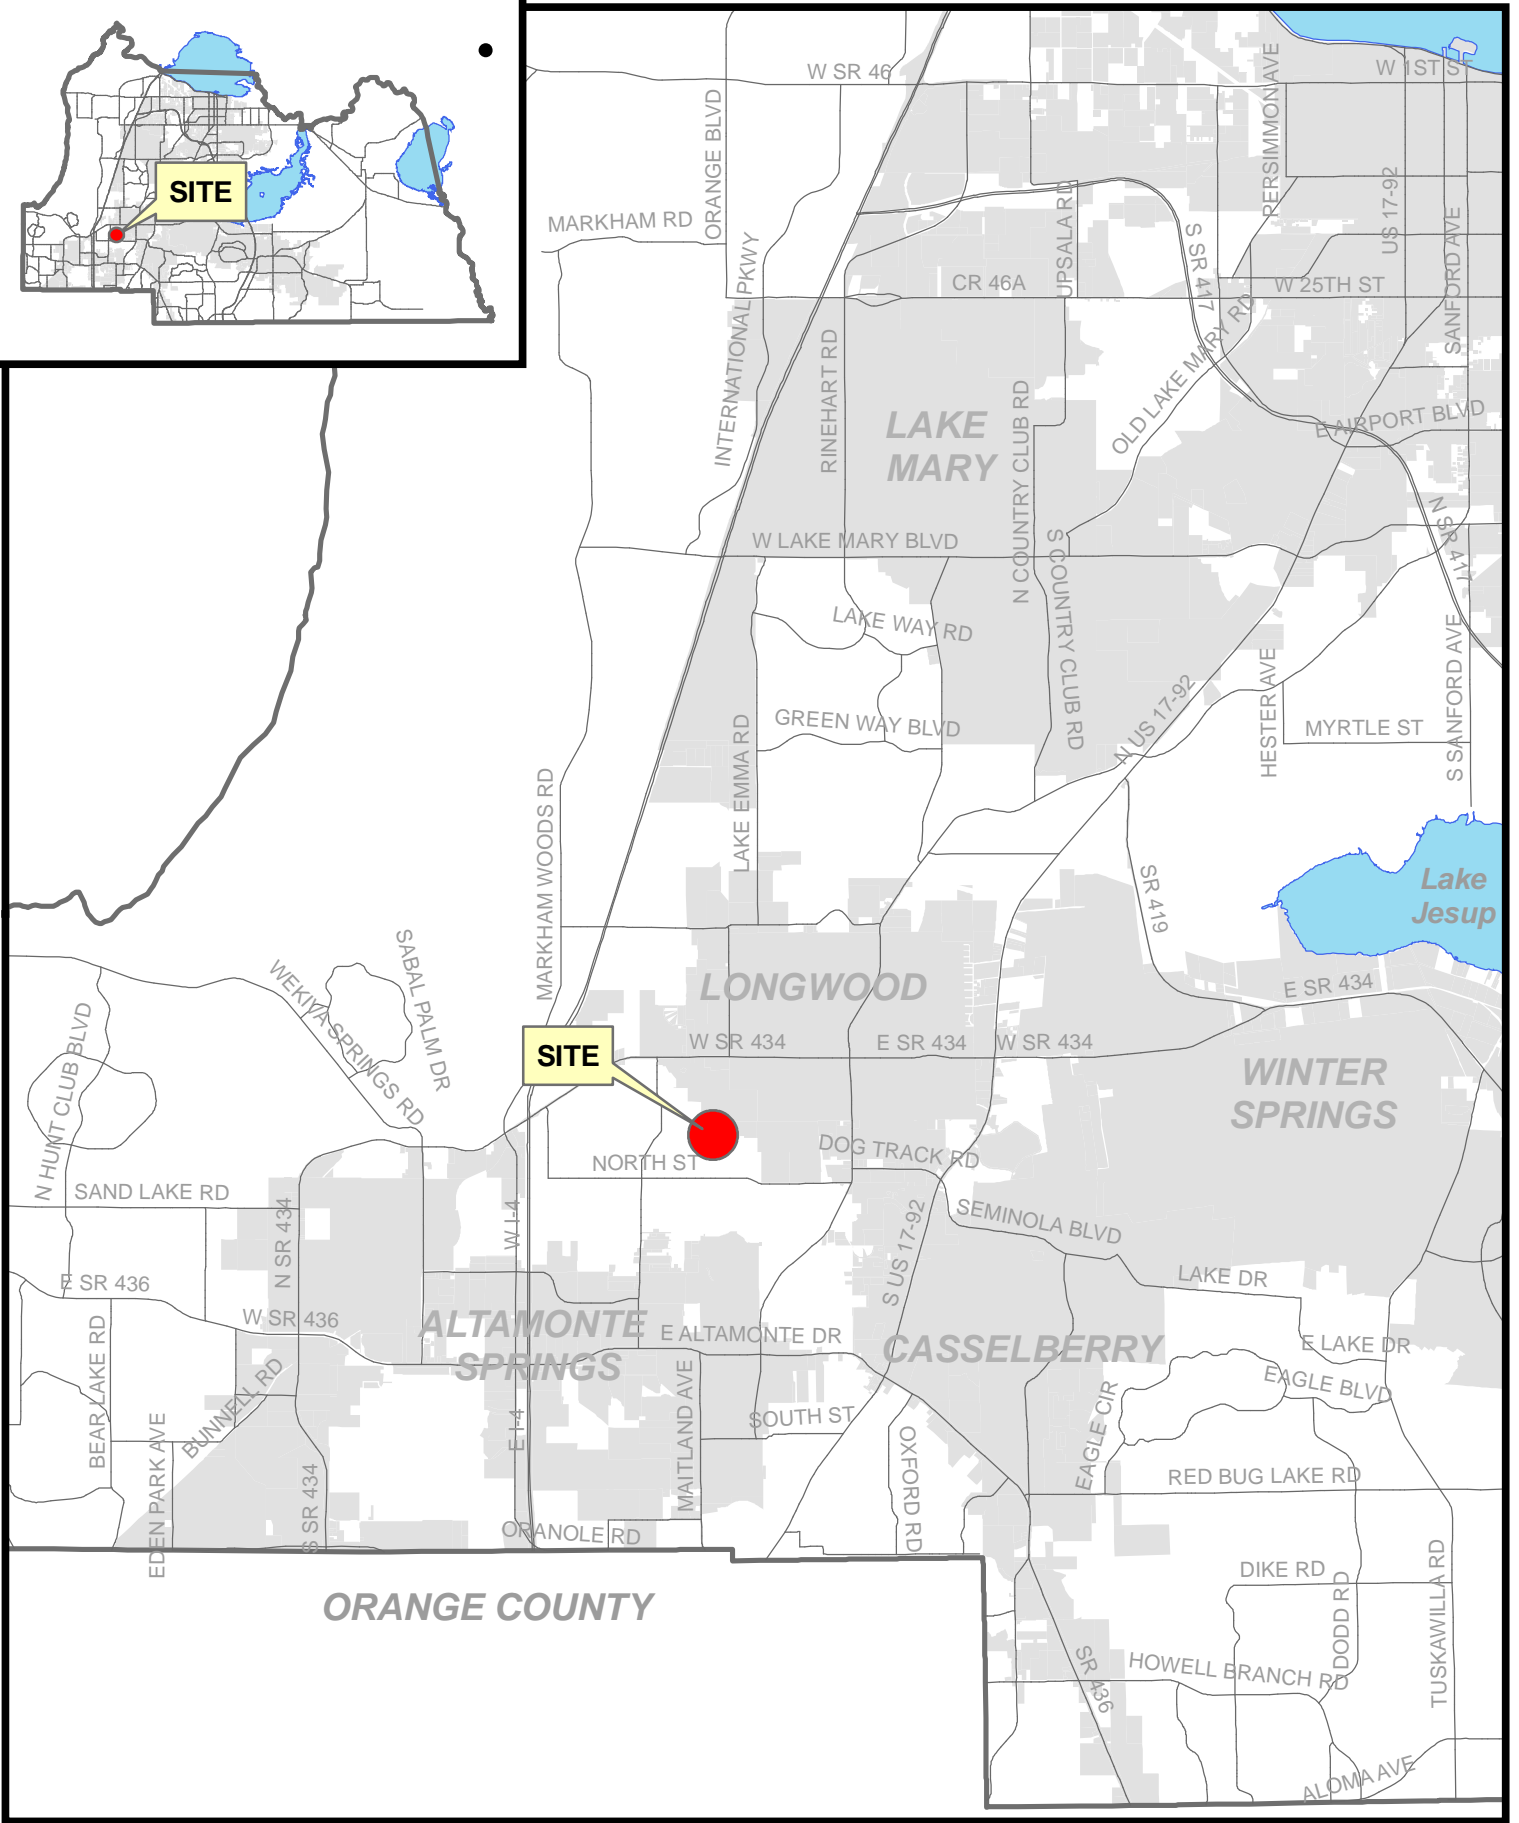 SITE
W SR 46
W 1ST ST
ORANGE BLVD
PERSIMMON AVE
MARKHAM RD
UPSALA RD
US 17-92
SANFORD AVE
S SR 417
INTERNATIONAL PKWY
CR 46A
W 25TH ST
RINEHART RD
OLD LAKE MARY RD
N COUNTRY CLUB RD
LAKE
MARY
E AIRPORT BLVD
N SR 417
W LAKE MARY BLVD
S COUNTRY CLUB RD
LAKE WAY RD
S SANFORD AVE
HESTER AVE
N US 17-92
GREEN WAY BLVD
MYRTLE ST
LAKE EMMA RD
MARKHAM WOODS RD
SR 419
Lake
Jesup
SABAL PALM DR
WEKIVA SPRINGS RD
LONGWOOD
E SR 434
N HUNT CLUB BLVD
SITE
W SR 434
E SR 434
W SR 434
WINTER
SPRINGS
DOG TRACK RD
NORTH ST
SAND LAKE RD
N SR 434
W I-4
S US 17-92
SEMINOLA BLVD
LAKE DR
E SR 436
W SR 436
ALTAMONTE
SPRINGS
E ALTAMONTE DR
CASSELBERRY
E LAKE DR
BEAR LAKE RD
BUNNELL RD
EAGLE BLVD
MAITLAND AVE
EAGLE CIR
SOUTH ST
E I-4
EDEN PARK AVE
S SR 434
OXFORD RD
RED BUG LAKE RD
ORANOLE RD
DIKE RD
TUSKAWILLA RD
DODD RD
ORANGE COUNTY
SR 436
HOWELL BRANCH RD
ALOMA AVE